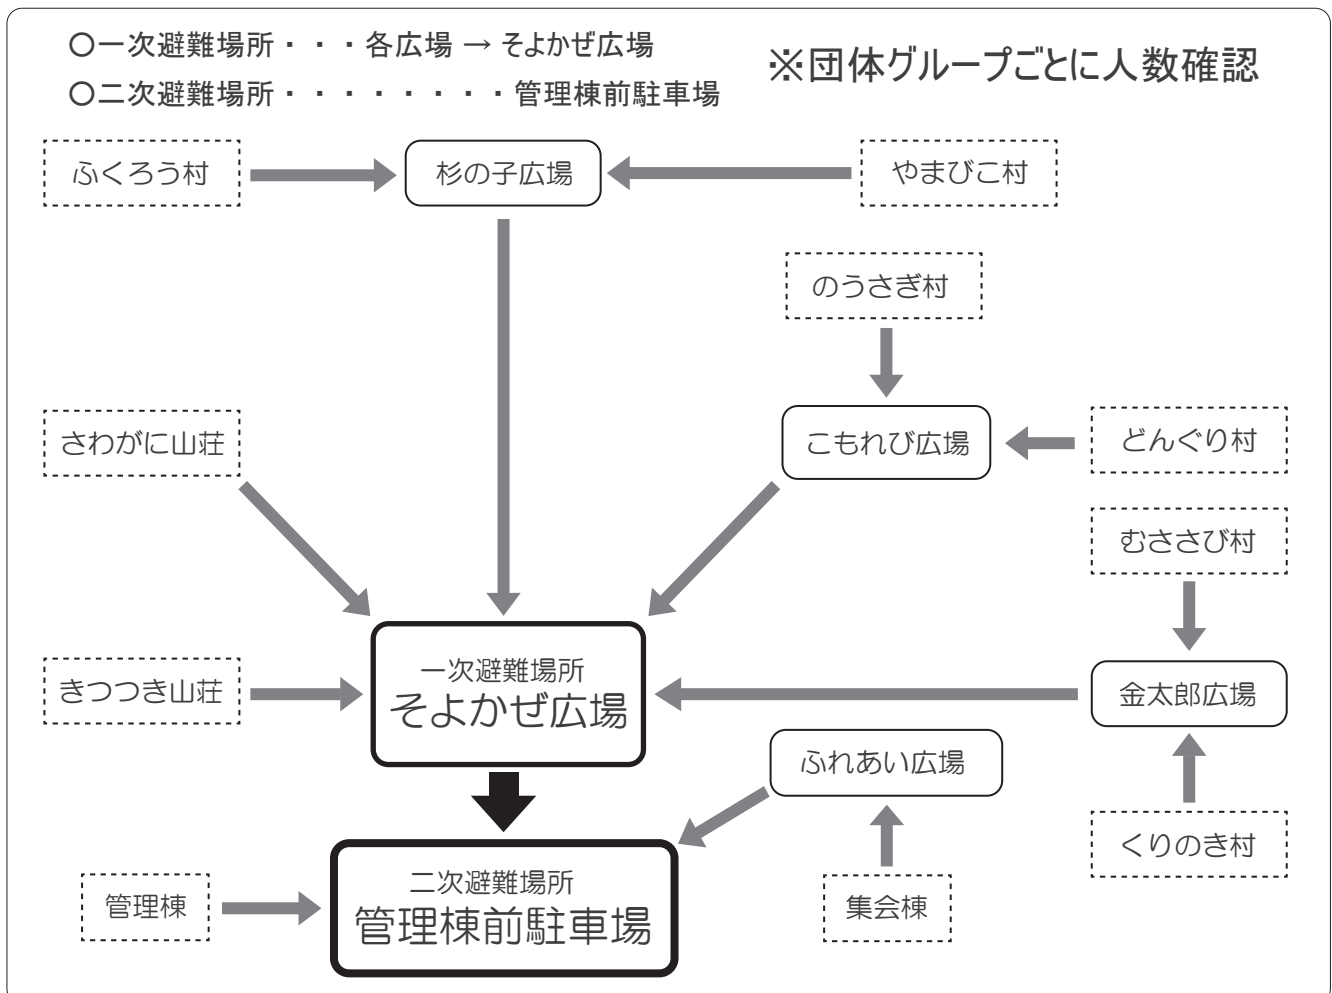 ○一次避難場所・・・各広場 → そよかぜ広場
○二次避難場所・・・・・・・・管理棟前駐車場
※団体グループごとに人数確認
ふくろう村
杉の子広場
やまびこ村
のうさぎ村
さわがに山荘
こもれび広場
どんぐり村
むささび村
きつつき山荘
一次避難場所
そよかぜ広場
金太郎広場
ふれあい広場
くりのき村
管理棟
二次避難場所
管理棟前駐車場
集会棟